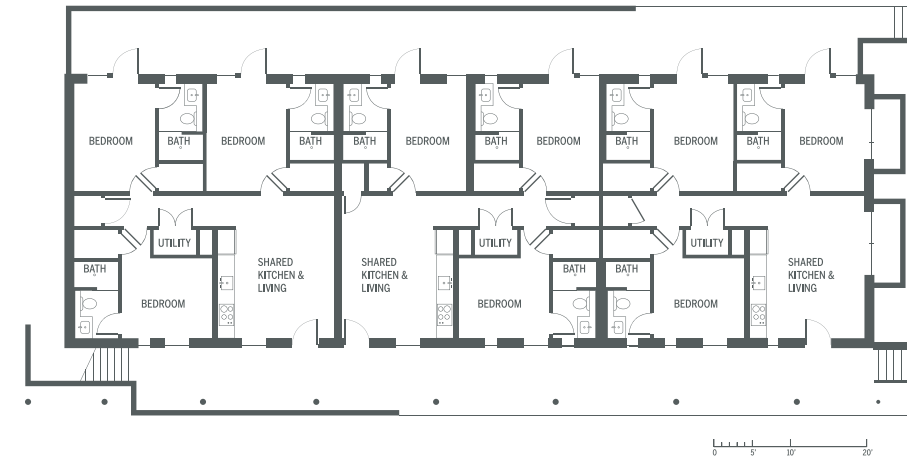 BEDROOM
BATH
BEDROOM
BATH
BATH
BEDROOM
BATH
BEDROOM
BATH
BEDROOM
BATH
BEDROOM
UTILITY
UTILITY
UTILITY
BATH
SHARED
KITCHEN &
LIVING
SHARED
KITCHEN &
LIVING
BATH
BATH
SHARED
KITCHEN &
LIVING
BEDROOM
BEDROOM
BEDROOM
0 5' 10' 20'